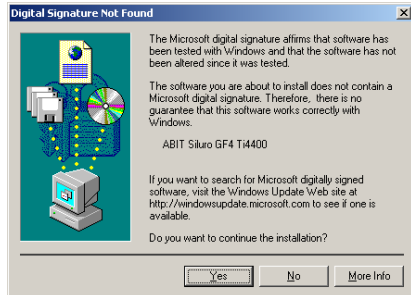 Digital Signature Not Found
The Microsoft digital signature affirms that software has
been tested with Windows and that the software has not
been altered since it was tested.
The software you are about to install does not contain a
Microsoft digital signature. Therefore, there is no
guarantee that this software works correctly with
Windows.
ABIT Siluro GF4 Ti4400
If you want to search for Microsoft digitally signed
software, visit the Windows Update Web site at
http://windowsupdate.microsoft.com to see if one is
available.
Do you want to continue the installation?
Yes No More Info